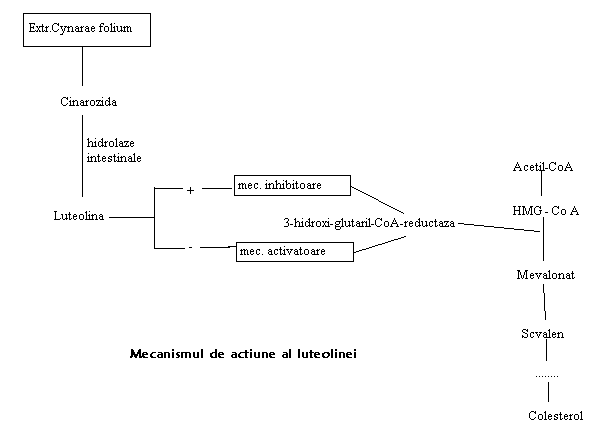 Extr.Cynarae folium
Cinarozida
hidrolaze
intestinale
Luteolina
+
mec. inhibitoare
-
mec. activatoare
3-hidroxi-glutaril-CoA-reductaza
Acetil-CoA
HMG - Co A
Mevalonat
Scvalen
........
Colesterol
Mecanismul de actiune al luteolinei